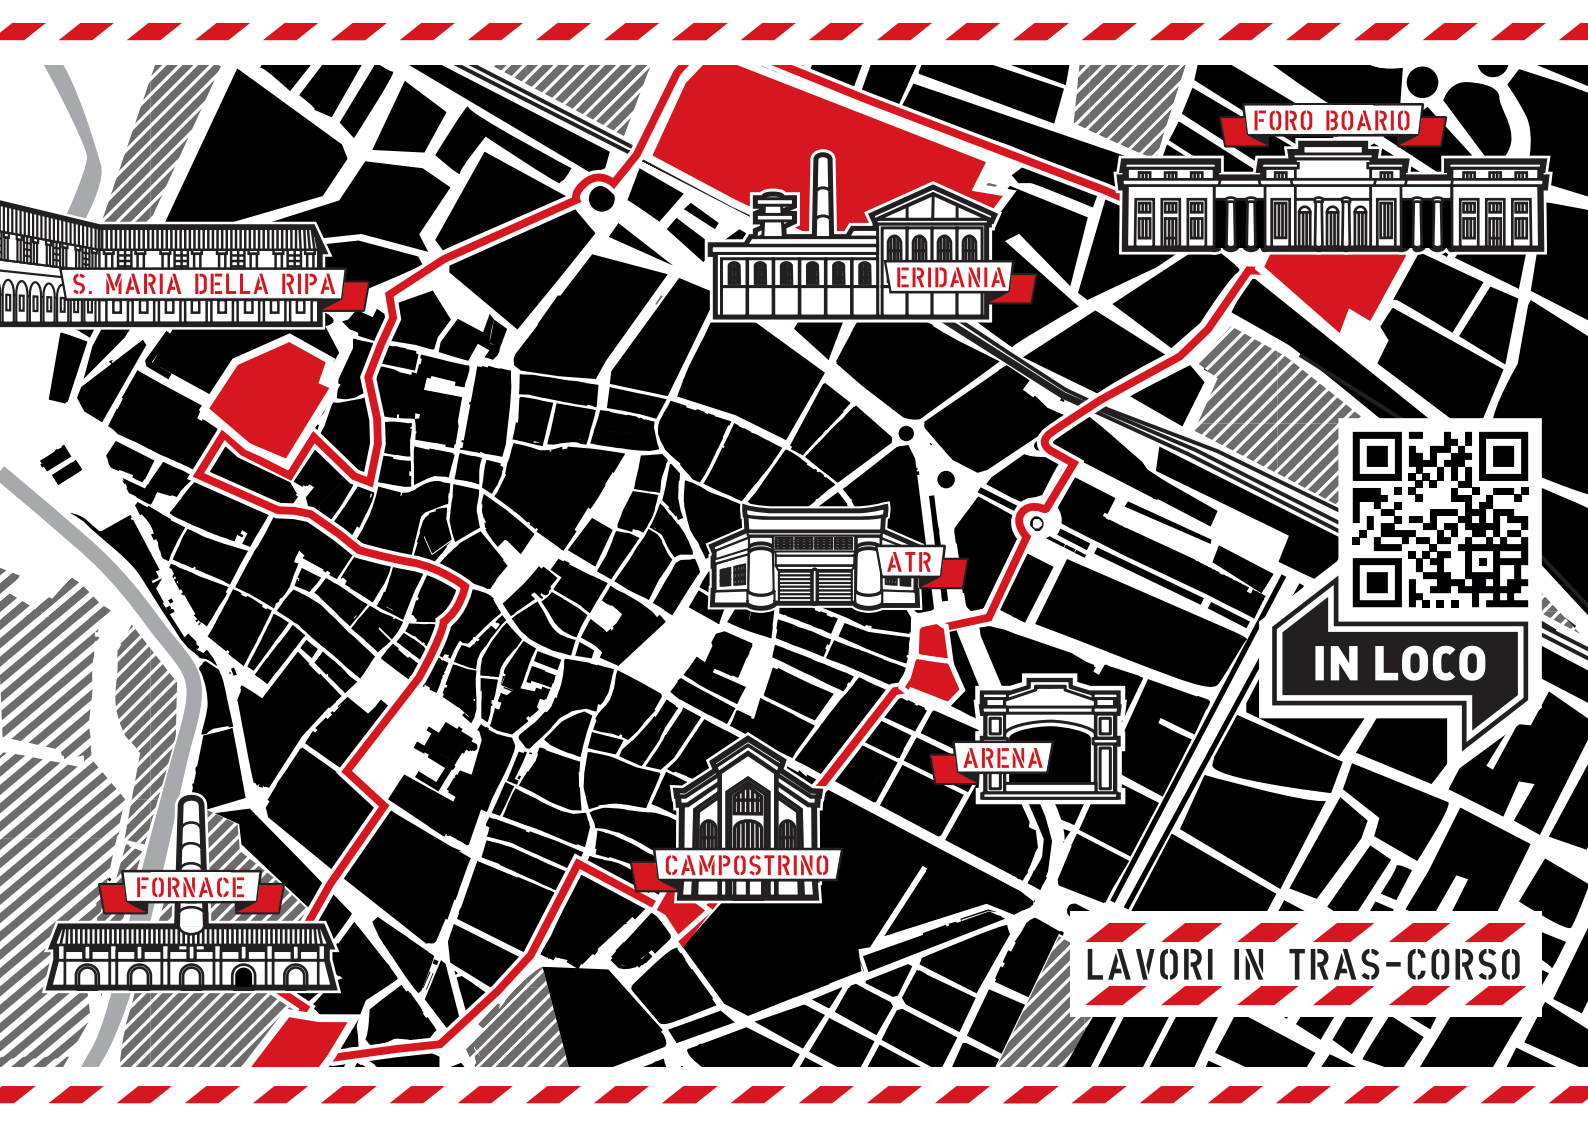 FORO BOARIO
S. MARIA DELLA RIPA
ERIDANIA
ATR
IN LOCO
ARENA
CAMPOSTRINO
FORNACE
LAVORI IN TRAS-CORSO